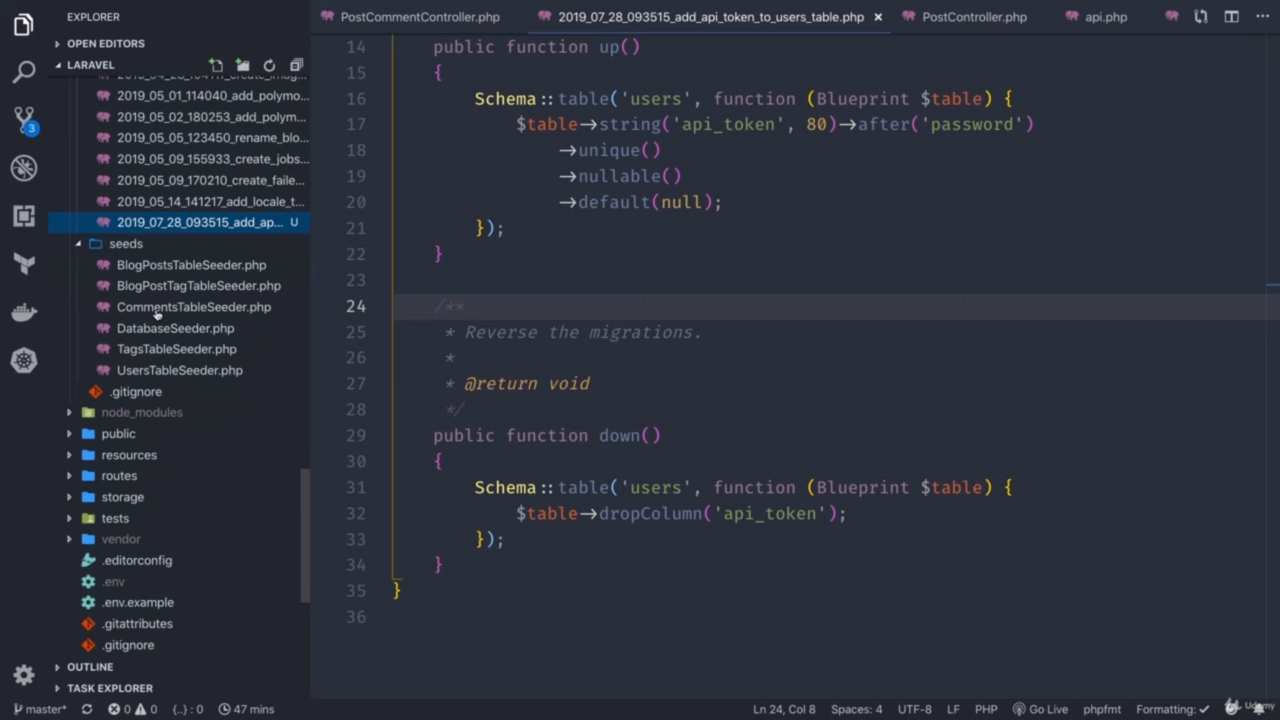 EXPLORER
OPEN EDITORS
LARAVEL
2019_05_01_114040_add_polymo...
2019_05_02_180253_add_polym...
2019_05_05_123450_rename_blo...
2019_05_09_155933_create_jobs...
2019_05_09_170210_create_faile...
2019_05_14_141217_add_locale_t...
2019_07_28_093515_add_ap... U
seeds
BlogPostsTableSeeder.php
BlogPostTagTableSeeder.php
CommentsTableSeeder.php
DatabaseSeeder.php
TagsTableSeeder.php
UsersTableSeeder.php
.gitignore
node_modules
public
resources
routes
storage
tests
vendor
.editorconfig
.env
.env.example
.gitattributes
.gitignore
OUTLINE
TASK EXPLORER
3
PostCommentController.php
2019_07_28_093515_add_api_token_to_users_table.php
PostController.php
api.php
14 public function up()
15 {
16 Schema::table('users', function (Blueprint $table) {
17 $table→string('api_token', 80)→after('password')
18 →unique()
19 →nullable()
20 →default(null);
21 });
22 }
23
24 /**
25 * Reverse the migrations.
26 *
27 * @return void
28 */
29 public function down()
30 {
31 Schema::table('users', function (Blueprint $table) {
32 $table→dropColumn('api_token');
33 });
34 }
35 }
36
master* 0 0 {..} : 0 47 mins Ln 24, Col 8 Spaces: 4 UTF-8 LF PHP Go Live phpfmt Formatting: ✓
Udemy